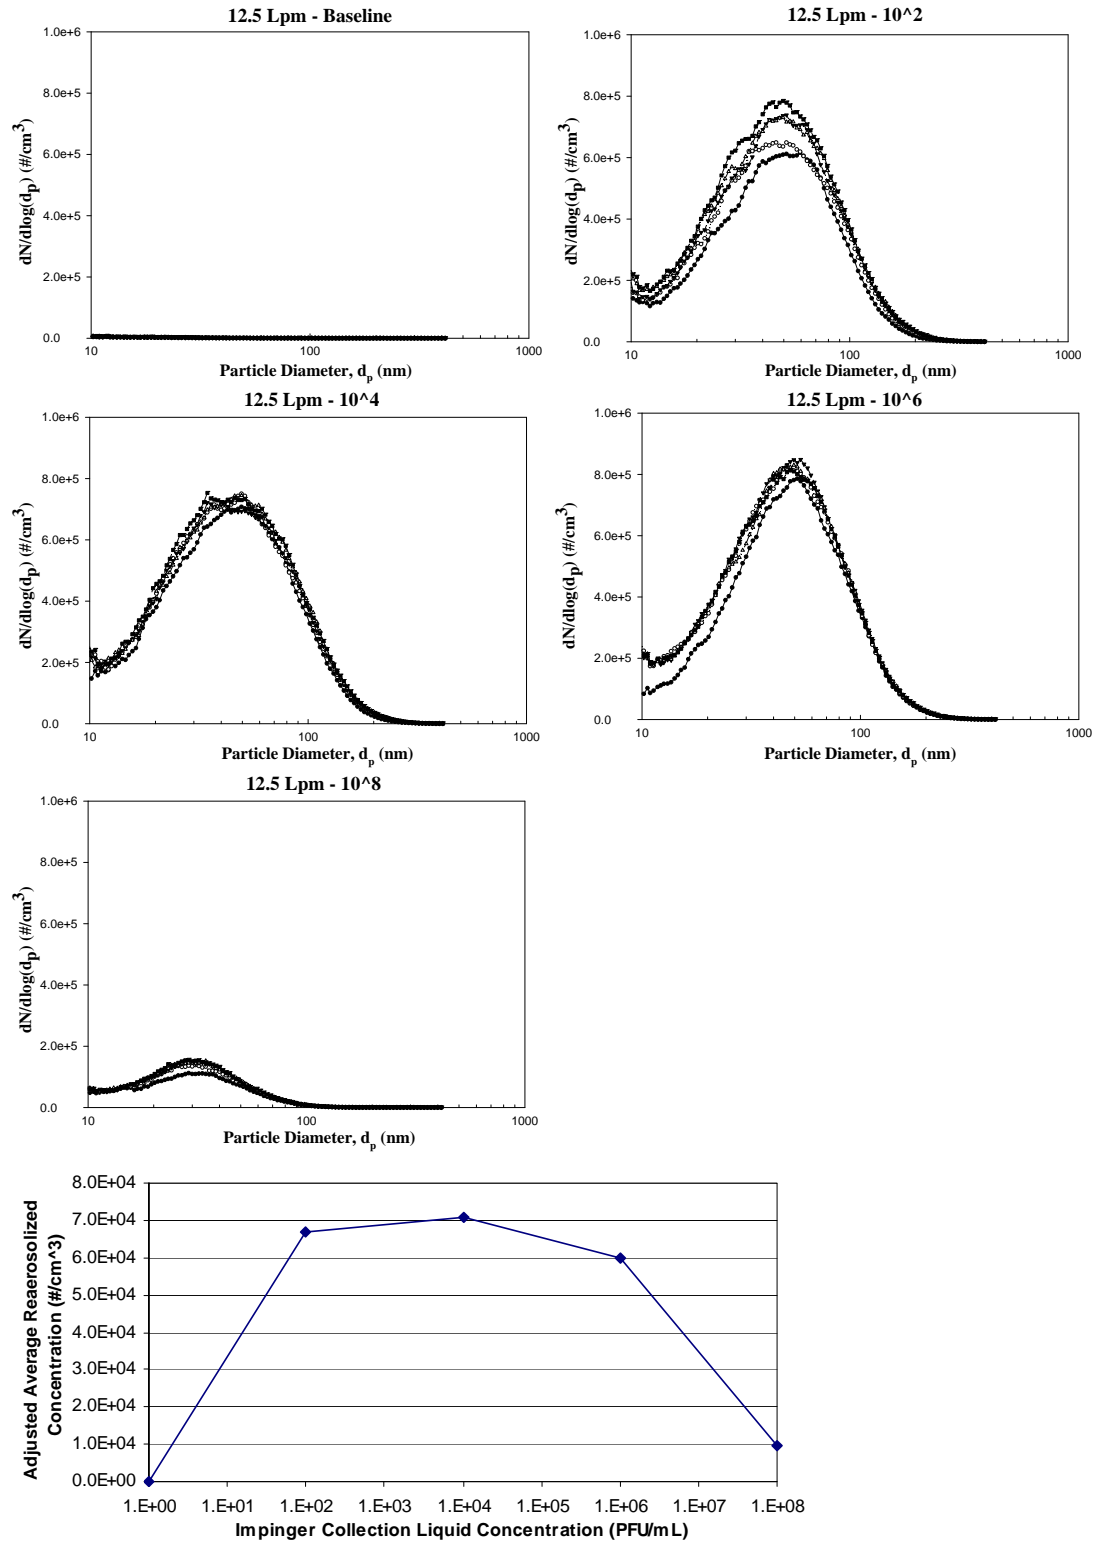 12.5 Lpm - Baseline
1.0e+6
8.0e+5
6.0e+5
4.0e+5
2.0e+5
0.0
dN/dlog(dp) (#/cm3)
10 100 1000
Particle Diameter, dp (nm)
12.5 Lpm - 10^2
1.0e+6
8.0e+5
6.0e+5
4.0e+5
2.0e+5
0.0
dN/dlog(dp) (#/cm3)
10 100 1000
Particle Diameter, dp (nm)
12.5 Lpm - 10^4
1.0e+6
8.0e+5
6.0e+5
4.0e+5
2.0e+5
0.0
dN/dlog(dp) (#/cm3)
10 100 1000
Particle Diameter, dp (nm)
12.5 Lpm - 10^6
1.0e+6
8.0e+5
6.0e+5
4.0e+5
2.0e+5
0.0
dN/dlog(dp) (#/cm3)
10 100 1000
Particle Diameter, dp (nm)
12.5 Lpm - 10^8
1.0e+6
8.0e+5
6.0e+5
4.0e+5
2.0e+5
0.0
dN/dlog(dp) (#/cm3)
10 100 1000
Particle Diameter, dp (nm)
8.0E+04
7.0E+04
6.0E+04
5.0E+04
4.0E+04
3.0E+04
2.0E+04
1.0E+04
0.0E+00
Adjusted Average Reaerosolized
Concentration (#/cm^3)
1.E+00 1.E+01 1.E+02 1.E+03 1.E+04 1.E+05 1.E+06 1.E+07 1.E+08
Impinger Collection Liquid Concentration (PFU/mL)